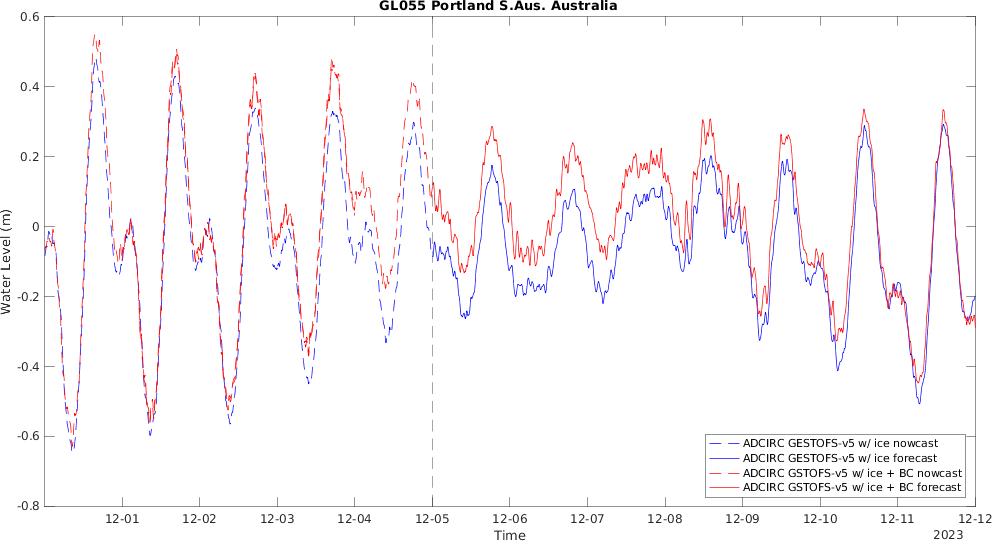 GL055 Portland S.Aus. Australia
0.6
0.4
0.2
0
-0.2
-0.4
-0.6
-0.8
Water Level (m)
12-01 12-02 12-03 12-04 12-05 12-06 12-07 12-08 12-09 12-10 12-11 12-12
2023
Time
ADCIRC GESTOFS-v5 w/ ice nowcast
ADCIRC GESTOFS-v5 w/ ice forecast
ADCIRC GSTOFS-v5 w/ ice + BC nowcast
ADCIRC GSTOFS-v5 w/ ice + BC forecast